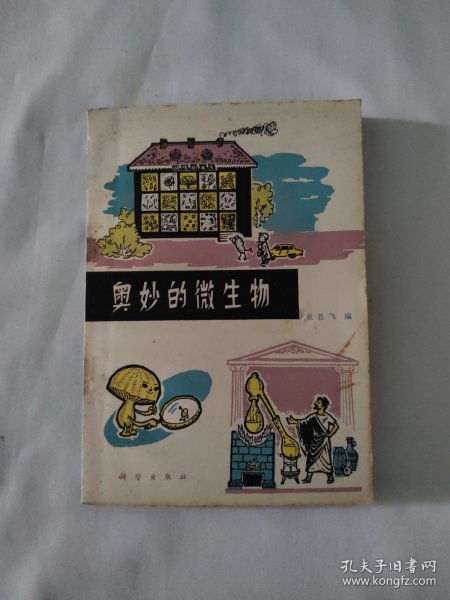 奥妙的微生物
张若飞 编
科学出版社
孔夫子旧书网
www.kongfz.com